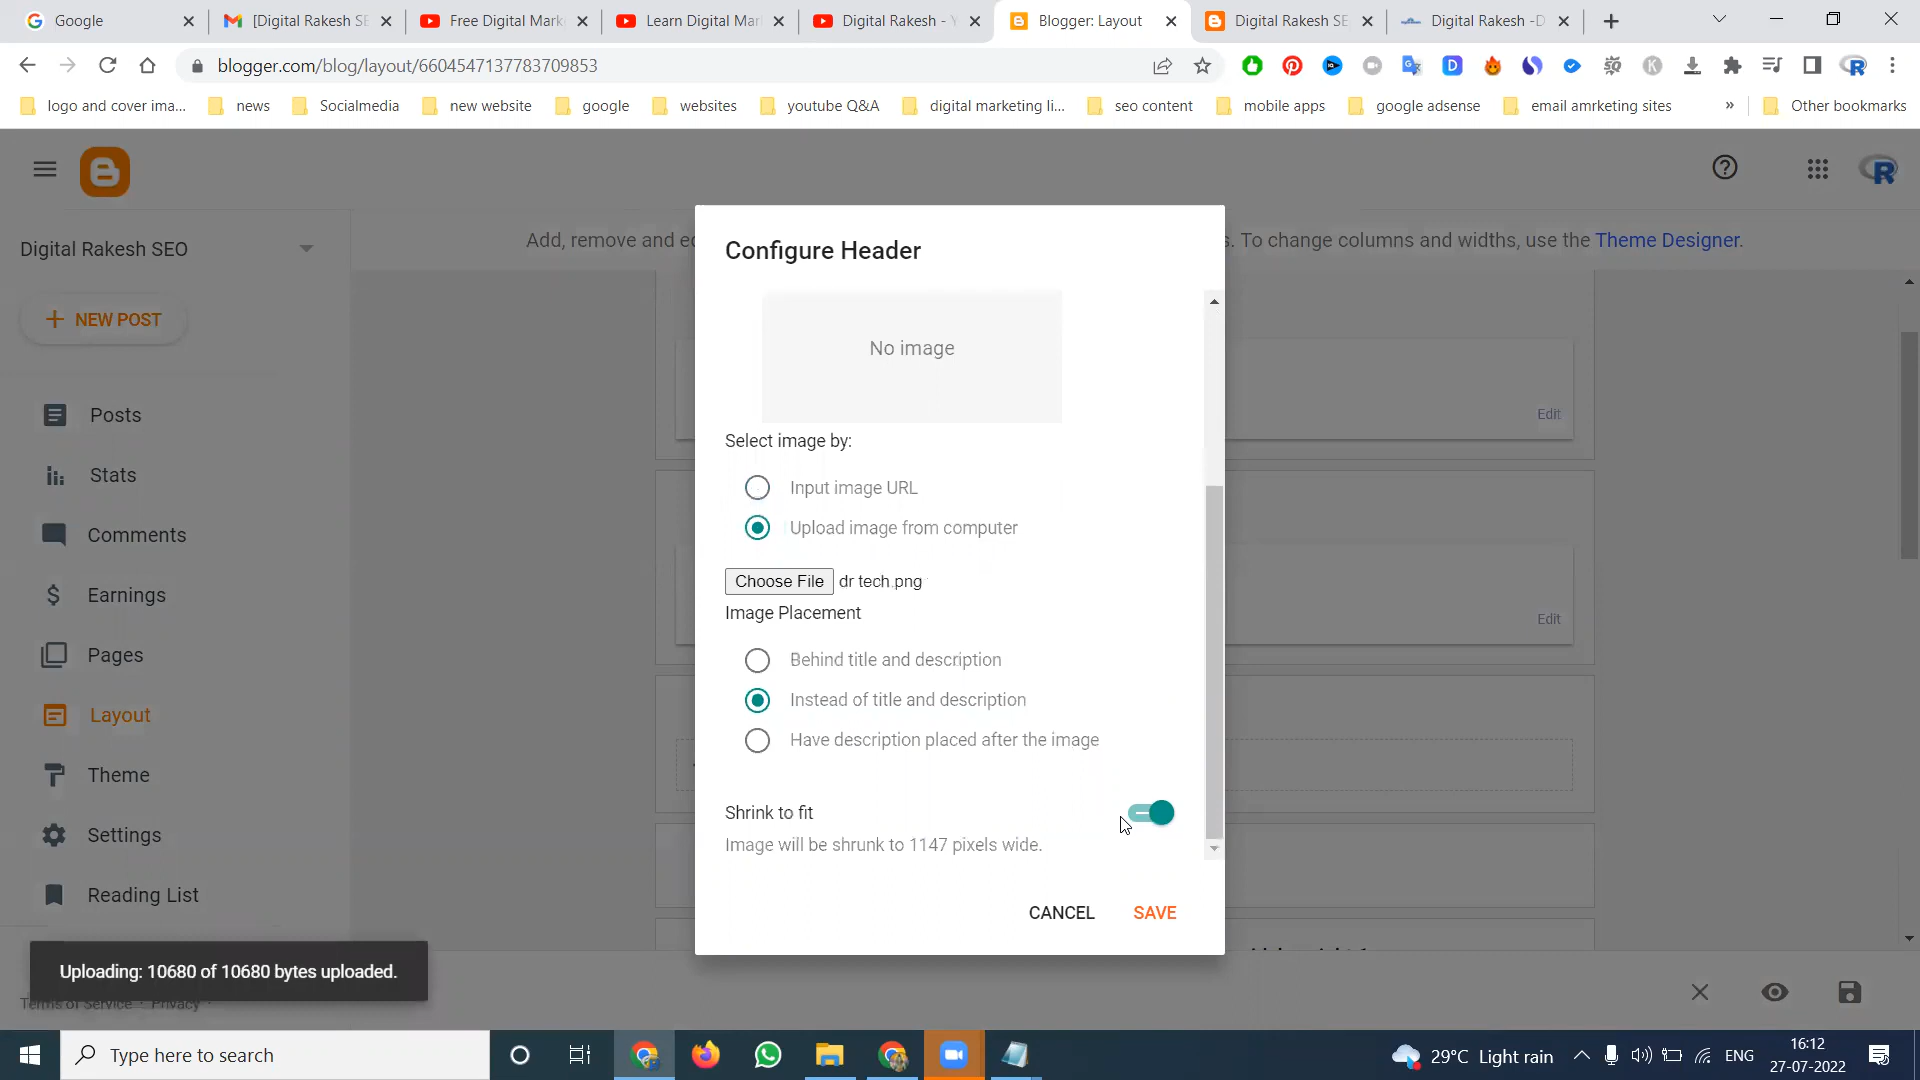 Google
[Digital Rakesh SE
Free Digital Mark
Learn Digital Mar
Digital Rakesh - Y
Blogger: Layout
Digital Rakesh SE
Digital Rakesh -D
blogger.com/blog/layout/6604547137783709853
logo and cover ima...
news
Socialmedia
new website
google
websites
youtube Q&A
digital marketing li...
seo content
mobile apps
google adsense
email amrketing sites
»
Other bookmarks
Digital Rakesh SEO
Add, remove and ed
s. To change columns and widths, use the Theme Designer.
NEW POST
Posts
Stats
Comments
Earnings
Pages
Layout
Theme
Settings
Reading List
Terms of Service · Privacy ·
Configure Header
No image
Select image by:
Input image URL
Upload image from computer
Choose File dr tech.png
Image Placement
Behind title and description
Instead of title and description
Have description placed after the image
Shrink to fit
Image will be shrunk to 1147 pixels wide.
CANCEL SAVE
Edit
Edit
Uploading: 10680 of 10680 bytes uploaded.
Type here to search
29°C Light rain
ENG
16:12
27-07-2022